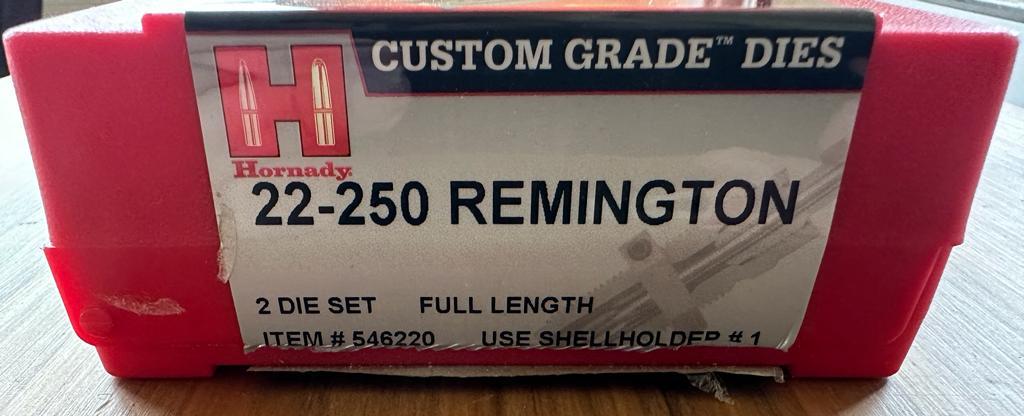 CUSTOM GRADE™ DIES
H
Hornady
22-250 REMINGTON
2 DIE SET FULL LENGTH
ITEM # 546220 USE SHELLHOLDER # 1